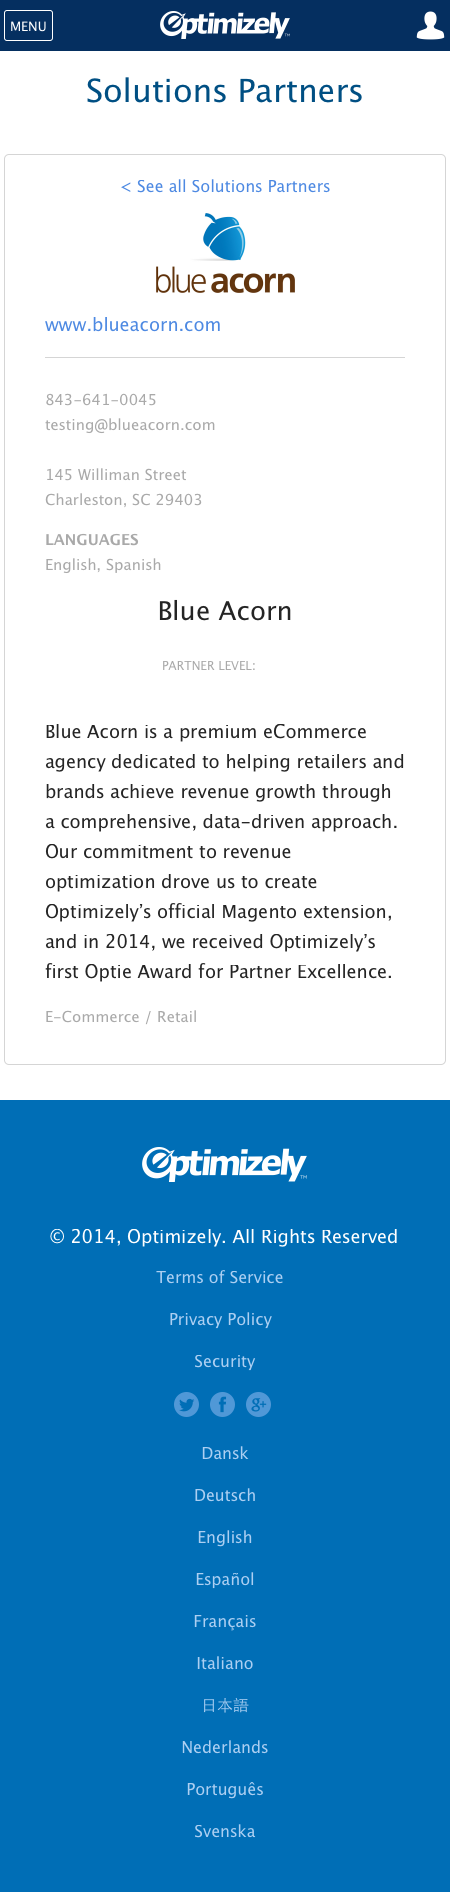 MENU
Optimizely™
Solutions Partners
< See all Solutions Partners
blue acorn
www.blueacorn.com
843-641-0045
testing@blueacorn.com
145 Williman Street
Charleston, SC 29403
LANGUAGES
English, Spanish
Blue Acorn
PARTNER LEVEL:
Blue Acorn is a premium eCommerce
agency dedicated to helping retailers and
brands achieve revenue growth through
a comprehensive, data-driven approach.
Our commitment to revenue
optimization drove us to create
Optimizely’s official Magento extension,
and in 2014, we received Optimizely’s
first Optie Award for Partner Excellence.
E-Commerce / Retail
Optimizely™
© 2014, Optimizely. All Rights Reserved
Terms of Service
Privacy Policy
Security
f g+
Dansk
Deutsch
English
Español
Français
Italiano
日本語
Nederlands
Português
Svenska